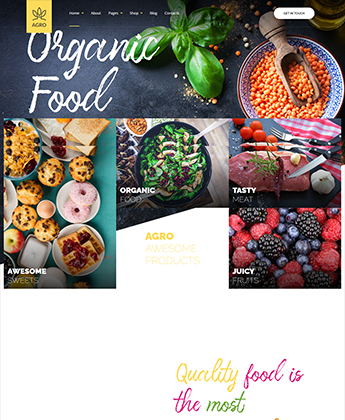 AGRO
Home About Pages Shop Blog Contacts
GET IN TOUCH
Organic
Food
ORGANIC
FOOD
TASTY
MEAT
AGRO
AWESOME
PRODUCTS
AWESOME
SWEETS
JUICY
FRUITS
Quality food is
the most